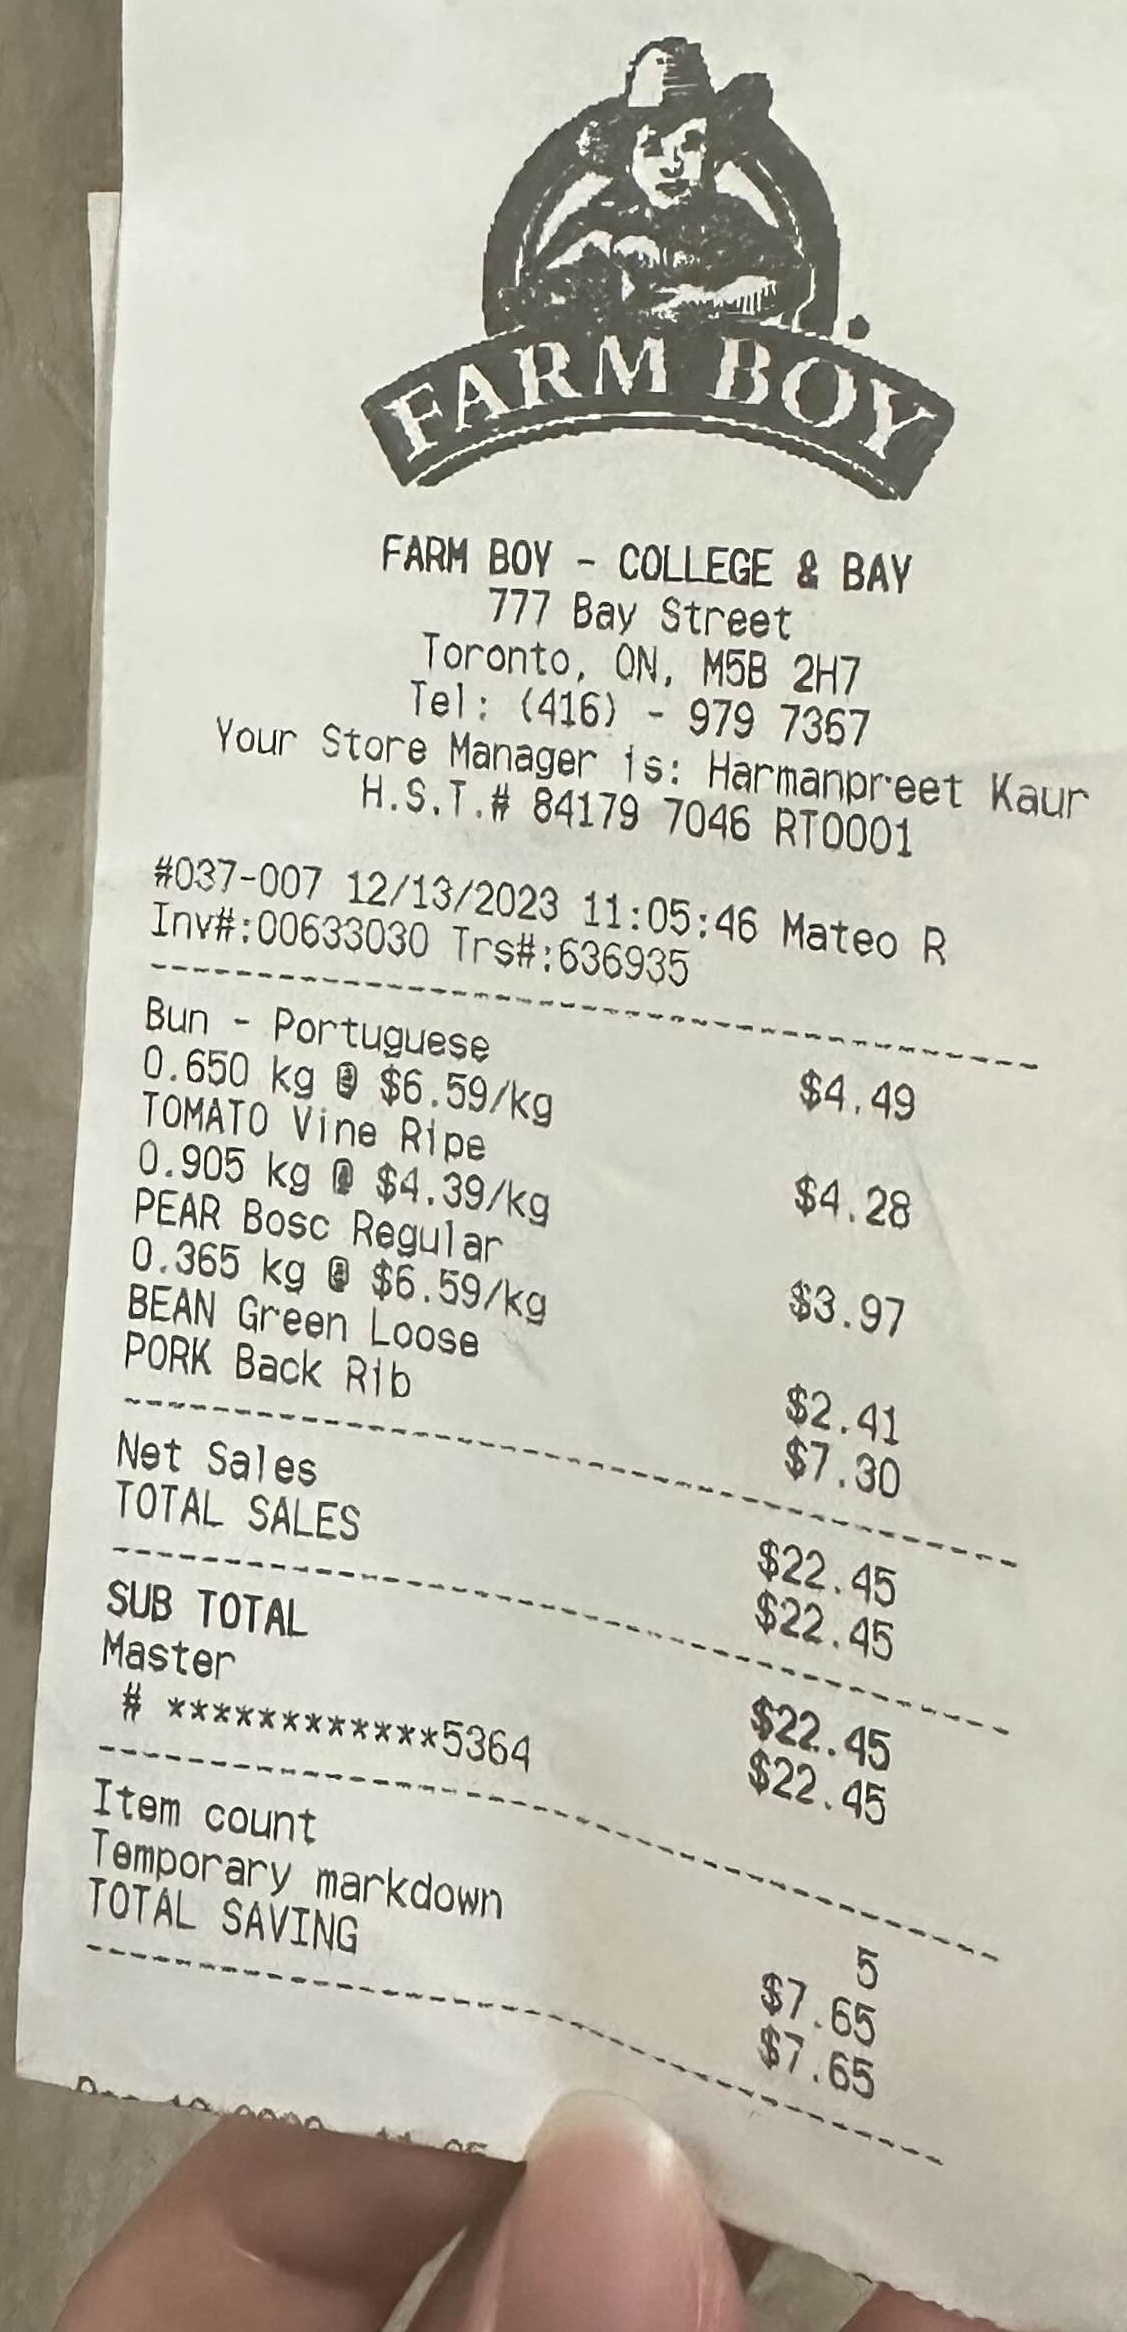 FARM BOY
FARM BOY - COLLEGE & BAY
777 Bay Street
Toronto, ON, M5B 2H7
Tel: (416) - 979 7367
Your Store Manager is: Harmanpreet Kaur
H.S.T.# 84179 7046 RT0001
#037-007 12/13/2023 11:05:46 Mateo R
Inv#:00633030 Trs#:636935
Bun - Portuguese $4.49
0.650 kg @ $6.59/kg
TOMATO Vine Ripe $4.28
0.905 kg @ $4.39/kg
PEAR Bosc Regular $3.97
0.365 kg @ $6.59/kg
BEAN Green Loose $2.41
PORK Back Rib $7.30
Net Sales $22.45
TOTAL SALES $22.45
SUB TOTAL $22.45
Master $22.45
# ************5364
Item count 5
Temporary markdown $7.65
TOTAL SAVING $7.65